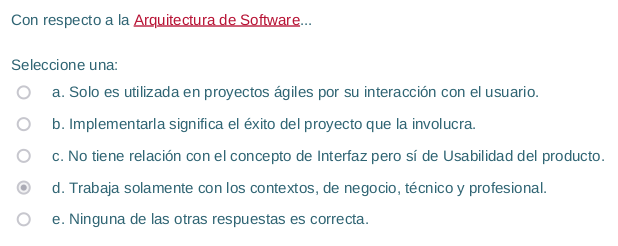 Con respecto a la Arquitectura de Software...
Seleccione una:
a. Solo es utilizada en proyectos ágiles por su interacción con el usuario.
b. Implementarla significa el éxito del proyecto que la involucra.
c. No tiene relación con el concepto de Interfaz pero sí de Usabilidad del producto.
d. Trabaja solamente con los contextos, de negocio, técnico y profesional.
e. Ninguna de las otras respuestas es correcta.